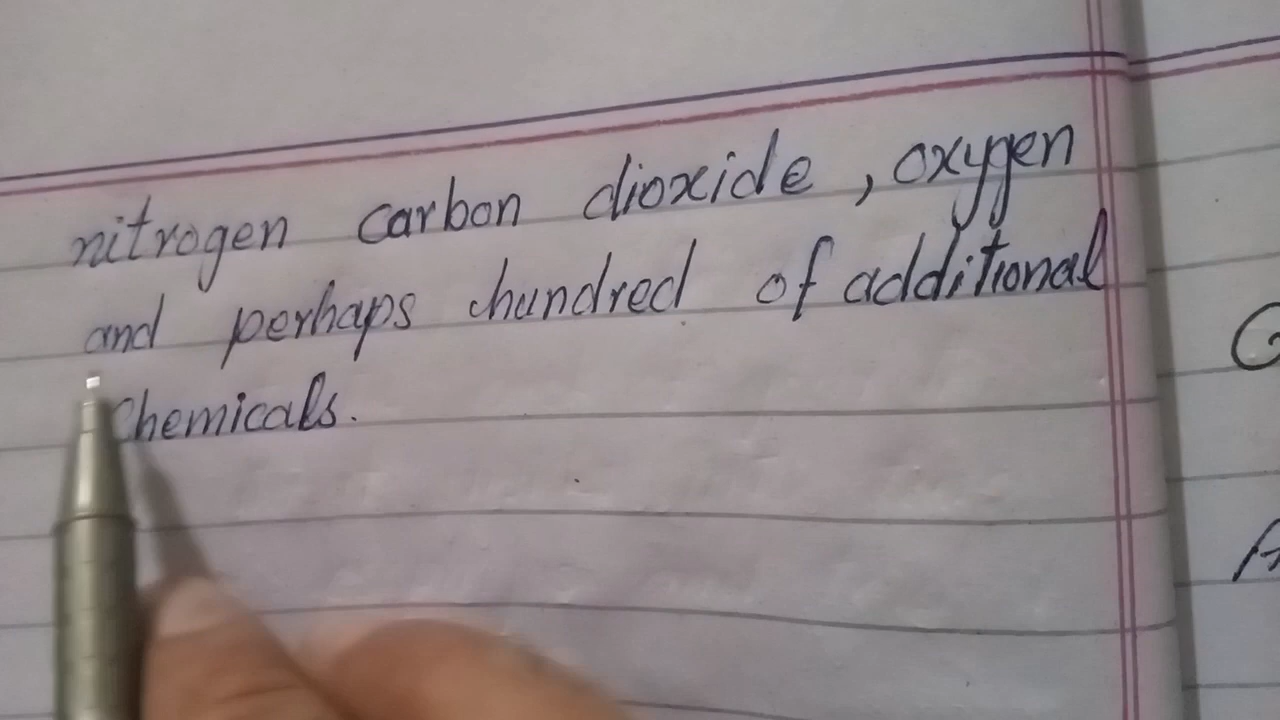 nitrogen carbon dioxide, oxygen
and perhaps hundred of additional
chemicals.